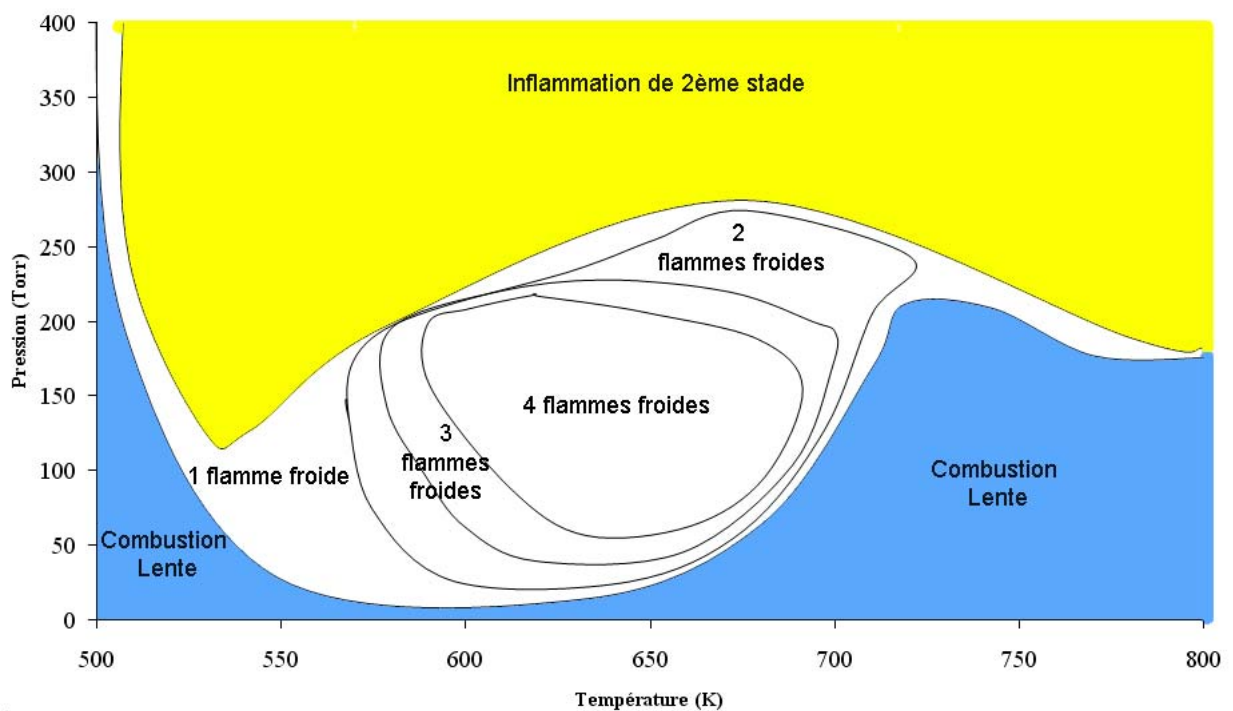 400
350
300
250
200
150
100
50
0
Pression (Torr)
Inflammation de 2ème stade
2
flammes froides
4 flammes froides
3
flammes
froides
1 flamme froide
Combustion
Lente
Combustion
Lente
500
550
600
650
700
750
800
Température (K)